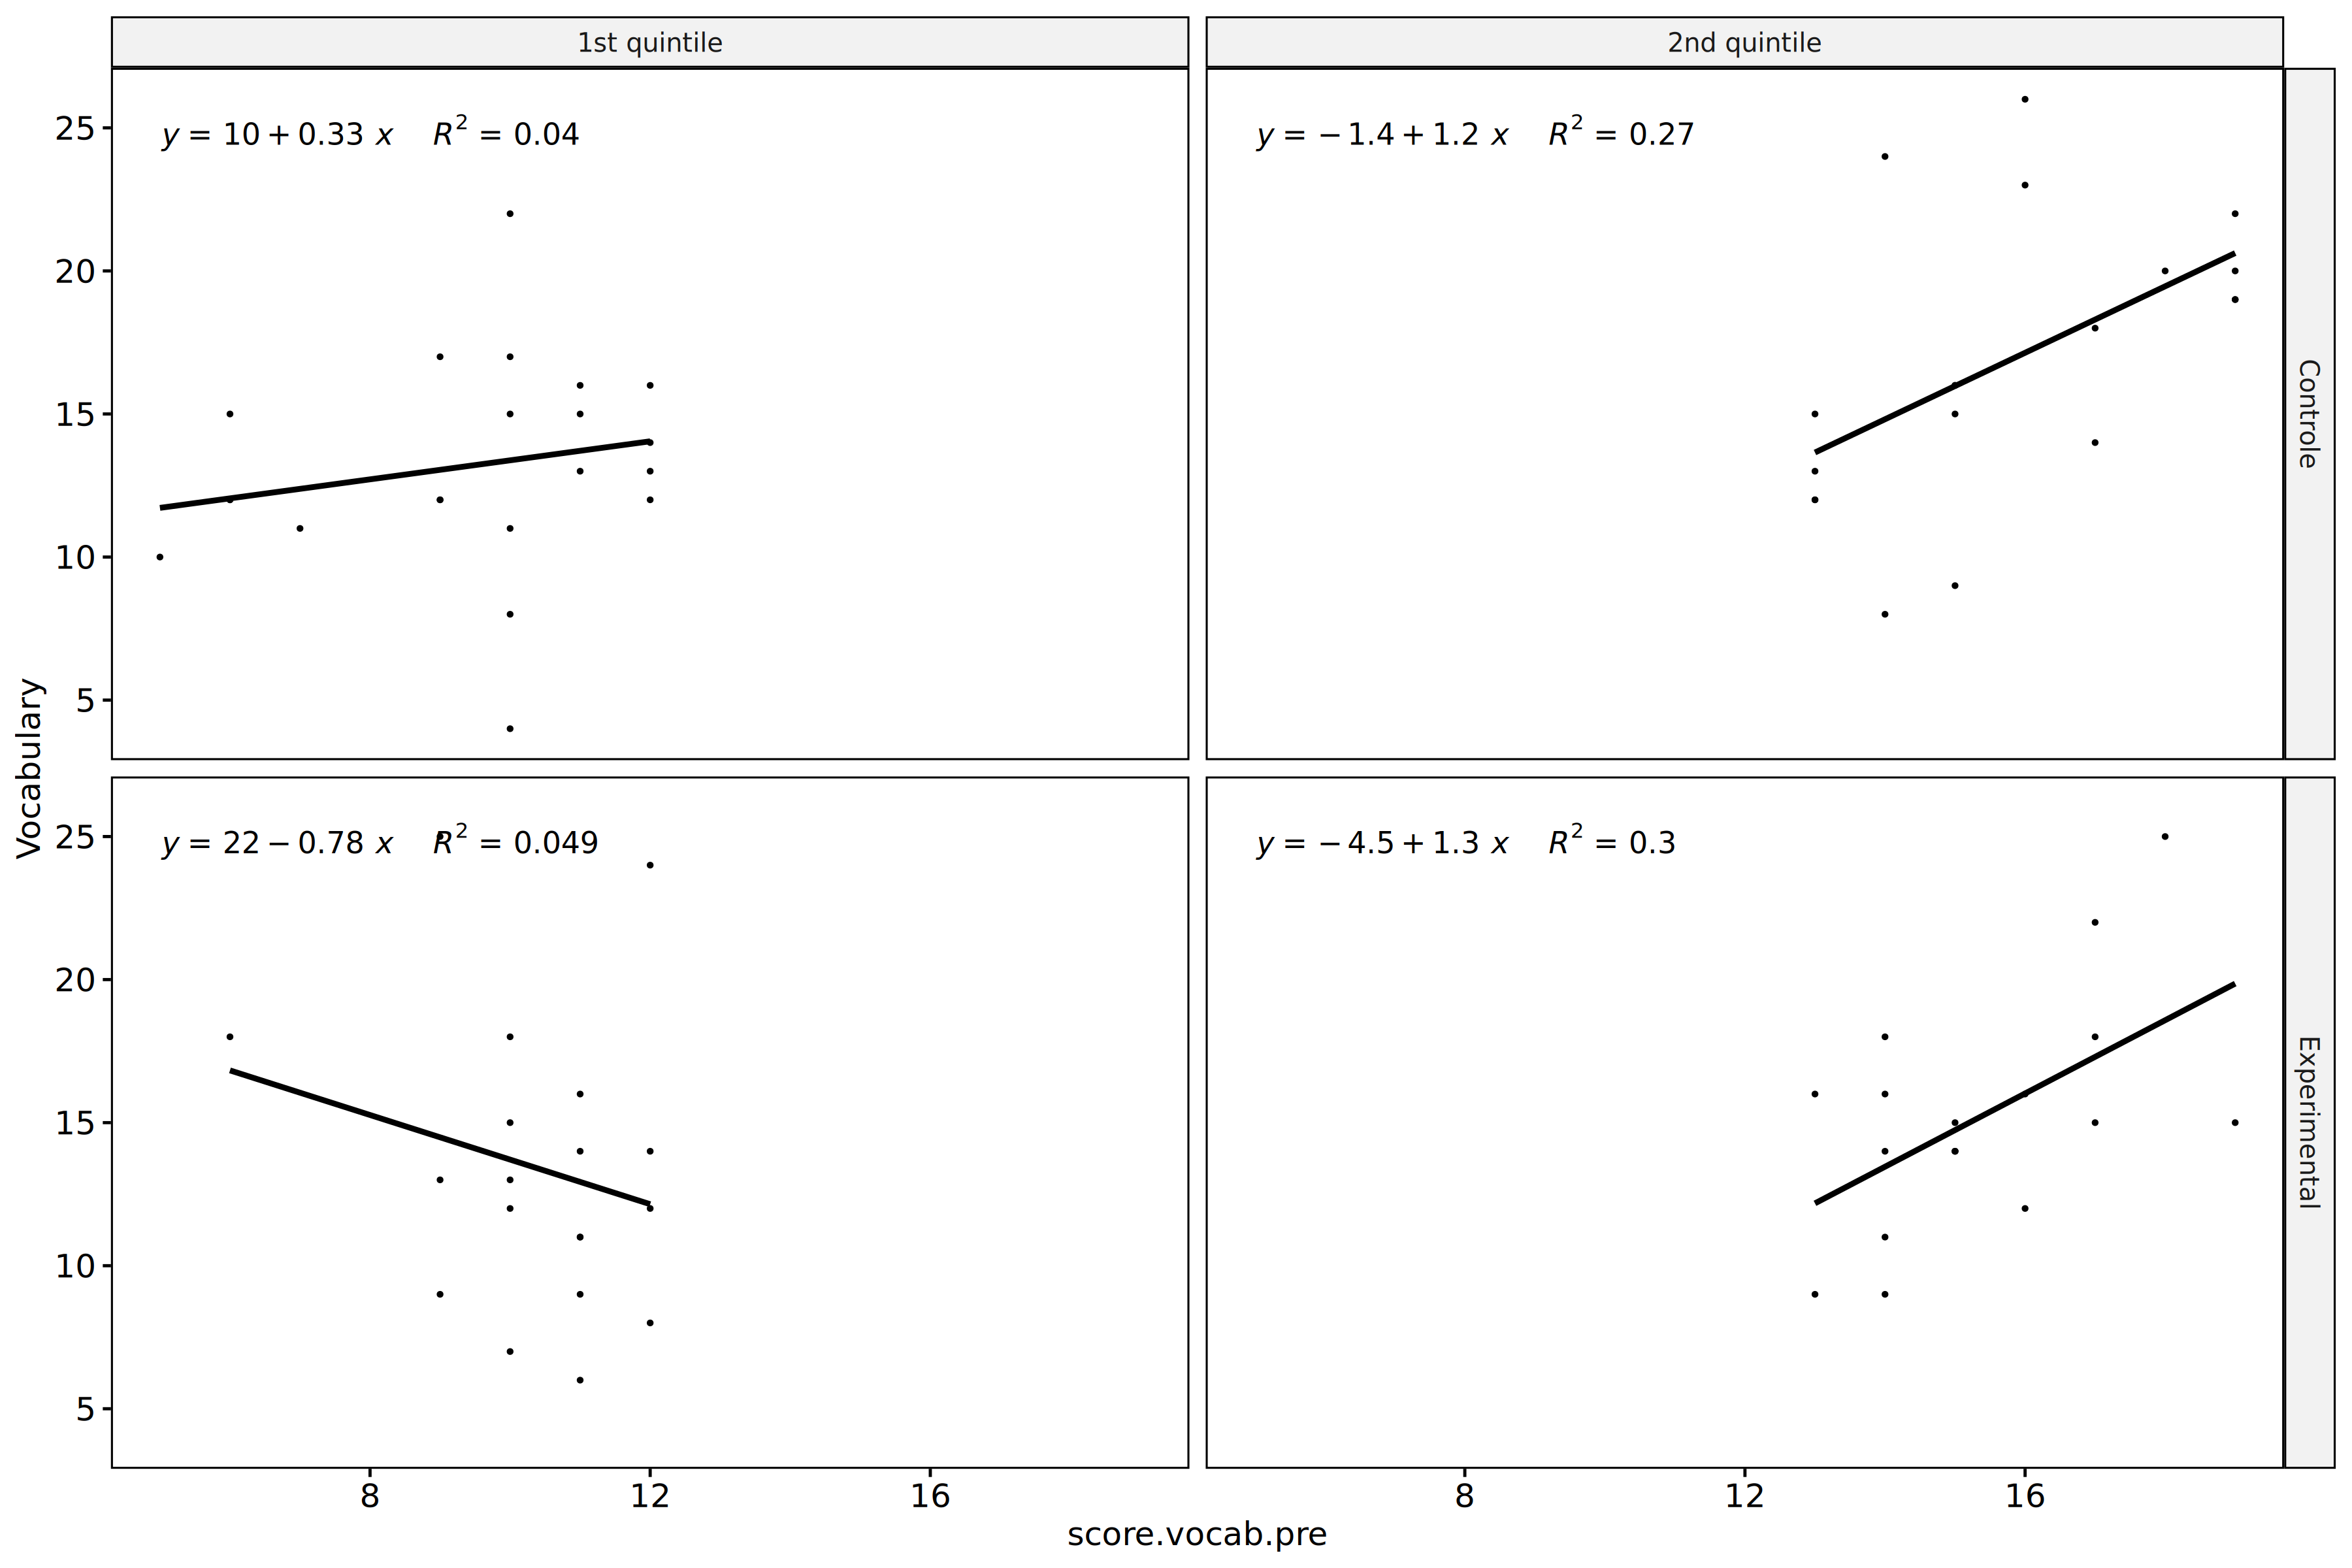 1st quintile
2nd quintile
y = 10 + 0.33 x R² = 0.04
y = − 1.4 + 1.2 x R² = 0.27
25
20
15
10
5
Controle
y = 22 − 0.78 x R² = 0.049
y = − 4.5 + 1.3 x R² = 0.3
25
20
15
10
5
Experimental
Vocabulary
8 12 16
8 12 16
score.vocab.pre